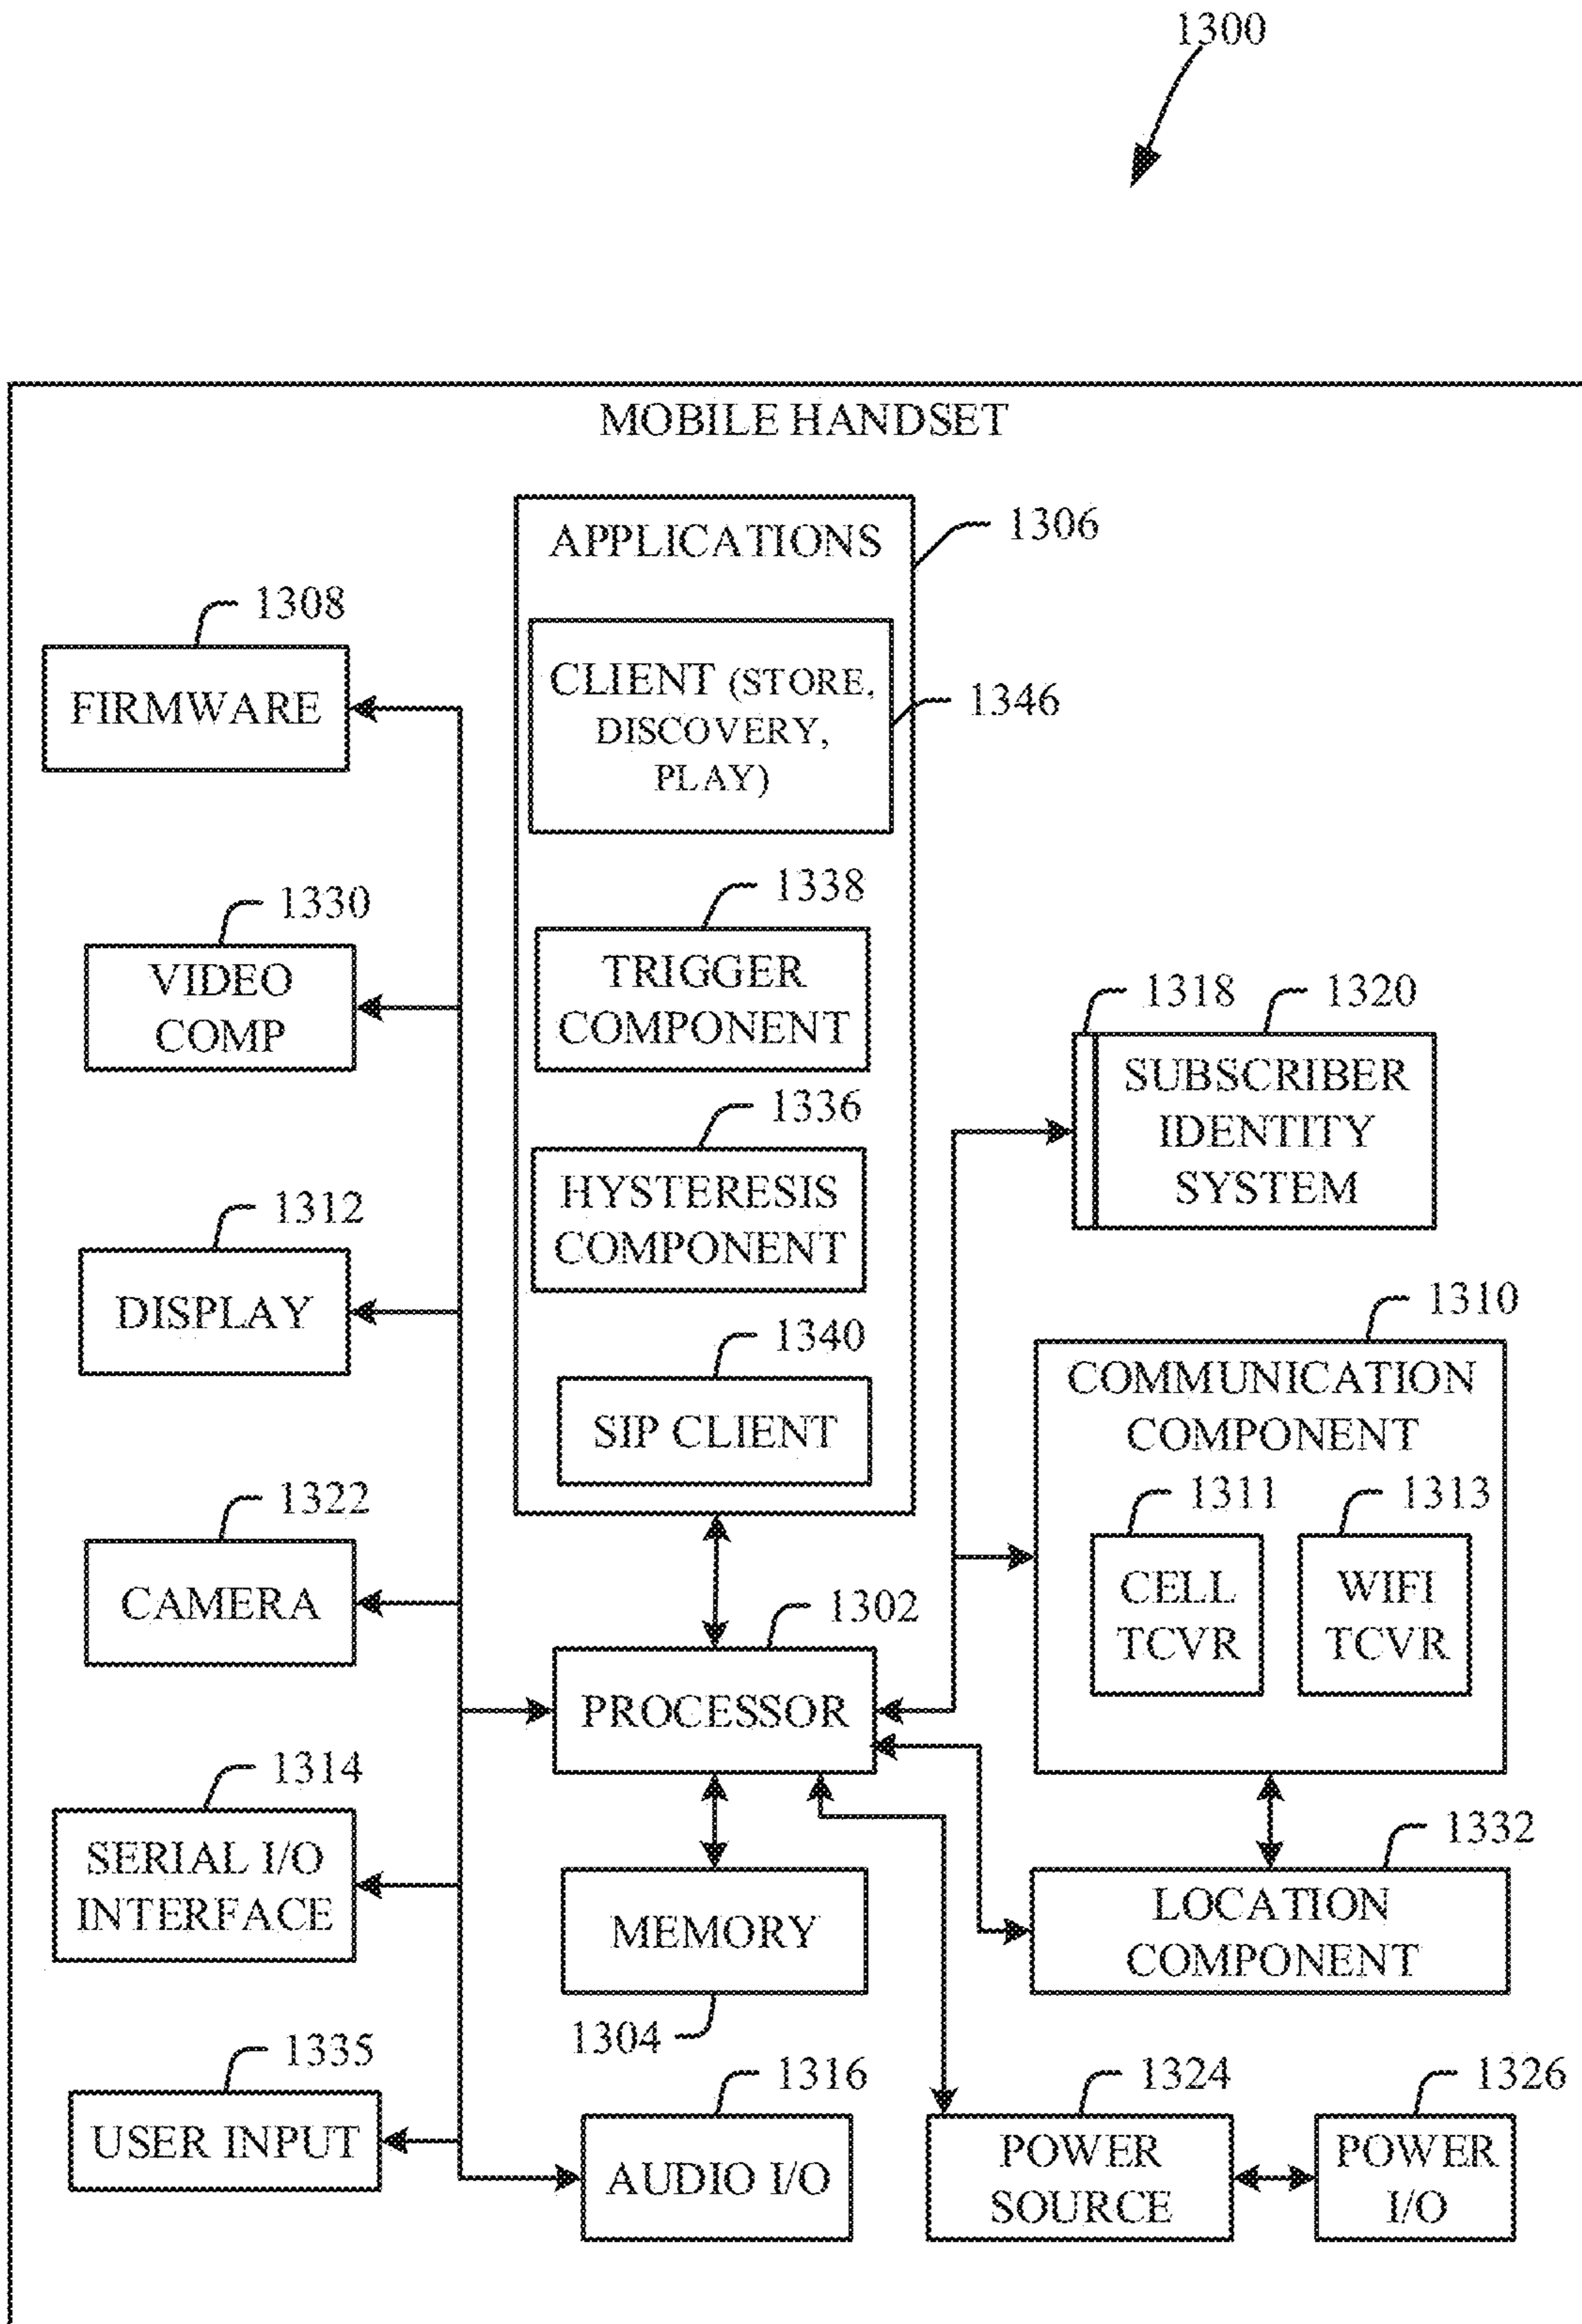 1300
MOBILE HANDSET
APPLICATIONS
1306
CLIENT (STORE,
DISCOVERY,
PLAY)
1346
1308
FIRMWARE
1338
TRIGGER
COMPONENT
1330
VIDEO
COMP
1318
1320
SUBSCRIBER
IDENTITY
SYSTEM
1336
HYSTERESIS
COMPONENT
1312
DISPLAY
1340
SIP CLIENT
1310
COMMUNICATION
COMPONENT
1311
CELL
TCVR
1313
WIFI
TCVR
1322
CAMERA
1302
PROCESSOR
1314
SERIAL I/O
INTERFACE
MEMORY
1304
1332
LOCATION
COMPONENT
1335
USER INPUT
1316
AUDIO I/O
1324
POWER
SOURCE
1326
POWER
I/O